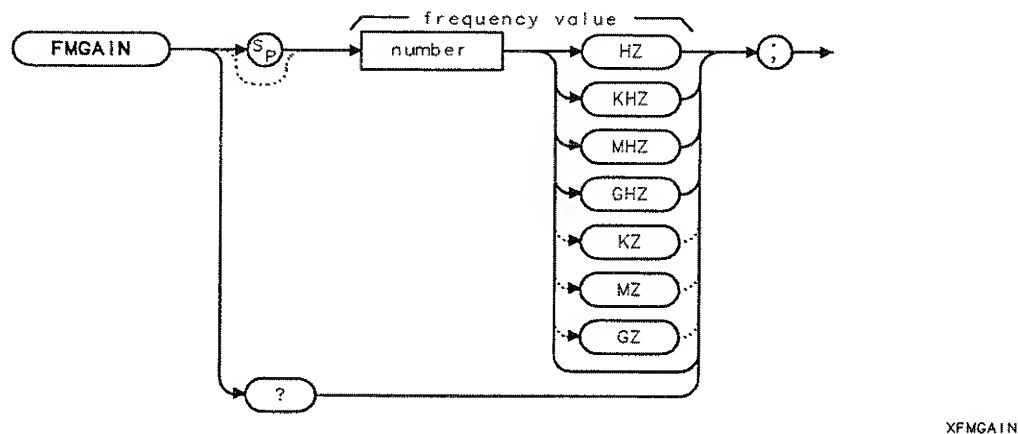 frequency value
FMGAIN
SP
number
HZ
;
KHZ
MHZ
GHZ
KZ
MZ
GZ
?
XFMGAIN